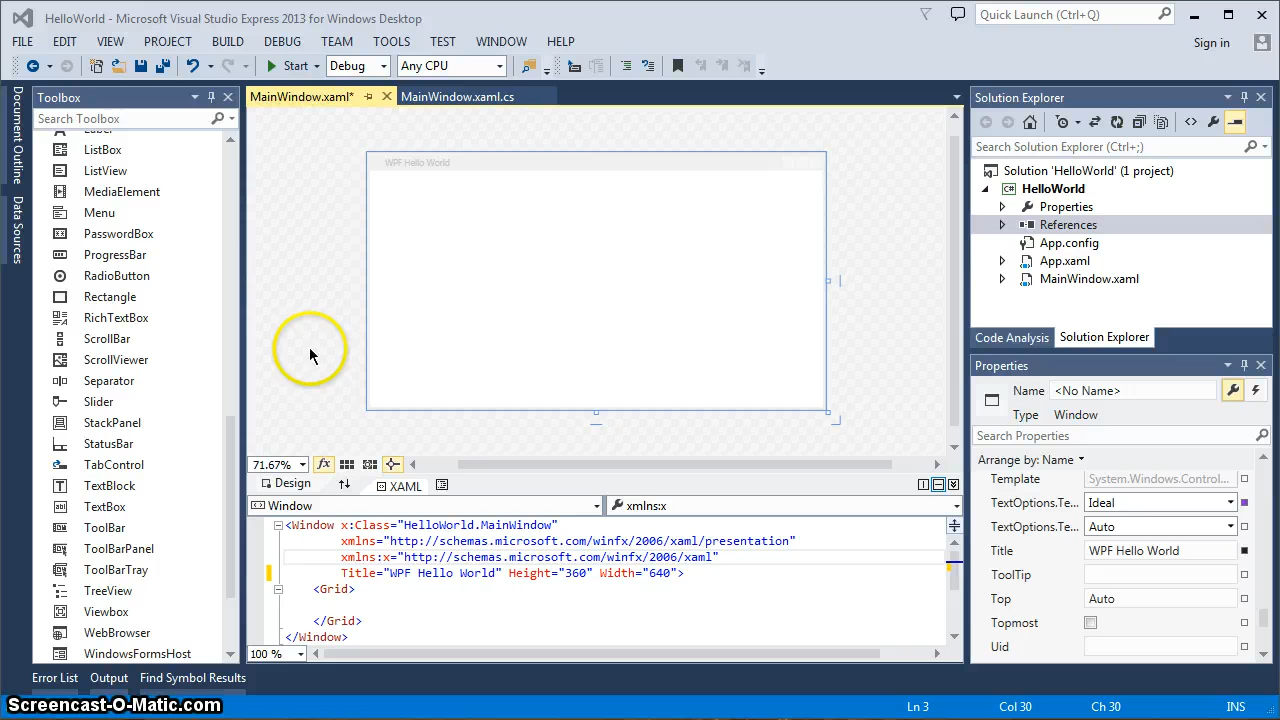 HelloWorld - Microsoft Visual Studio Express 2013 for Windows Desktop
Quick Launch (Ctrl+Q)
FILE EDIT VIEW PROJECT BUILD DEBUG TEAM TOOLS TEST WINDOW HELP
Sign in
Start Debug Any CPU
Document Outline
Data Sources
Toolbox
Search Toolbox
Label
ListBox
ListView
MediaElement
Menu
PasswordBox
ProgressBar
RadioButton
Rectangle
RichTextBox
ScrollBar
ScrollViewer
Separator
Slider
StackPanel
StatusBar
TabControl
TextBlock
TextBox
ToolBar
ToolBarPanel
ToolBarTray
TreeView
Viewbox
WebBrowser
WindowsFormsHost
MainWindow.xaml* MainWindow.xaml.cs
WPF Hello World
71.67% fx
Design XAML
Window xmlns:x
<Window x:Class="HelloWorld.MainWindow"
xmlns="http://schemas.microsoft.com/winfx/2006/xaml/presentation"
xmlns:x="http://schemas.microsoft.com/winfx/2006/xaml"
Title="WPF Hello World" Height="360" Width="640">
<Grid>
</Grid>
</Window>
100 %
Solution Explorer
Search Solution Explorer (Ctrl+;)
Solution 'HelloWorld' (1 project)
C# HelloWorld
Properties
References
App.config
App.xaml
MainWindow.xaml
Code Analysis Solution Explorer
Properties
Name <No Name>
Type Window
Search Properties
Arrange by: Name
Template System.Windows.Control...
TextOptions.Te... Ideal
TextOptions.Te... Auto
Title WPF Hello World
ToolTip
Top Auto
Topmost
Uid
Error List Output Find Symbol Results
Screencast-O-Matic.com
Ln 3 Col 30 Ch 30 INS